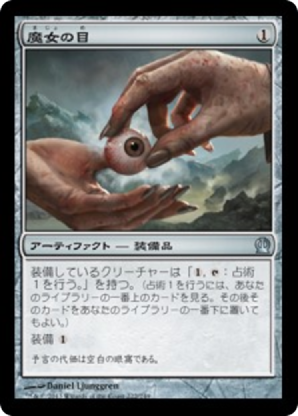 魔女の目 1
アーティファクト — 装備品
装備しているクリーチャーは「1, T:占術
1を行う。」を持つ。(占術1を行うには、あな
たのライブラリーの一番上のカードを見る。その後そ
のカードをあなたのライブラリーの一番下に置いて
もよい。)
装備 1
予言の代価は空白の眼窩である。
Daniel Ljunggren